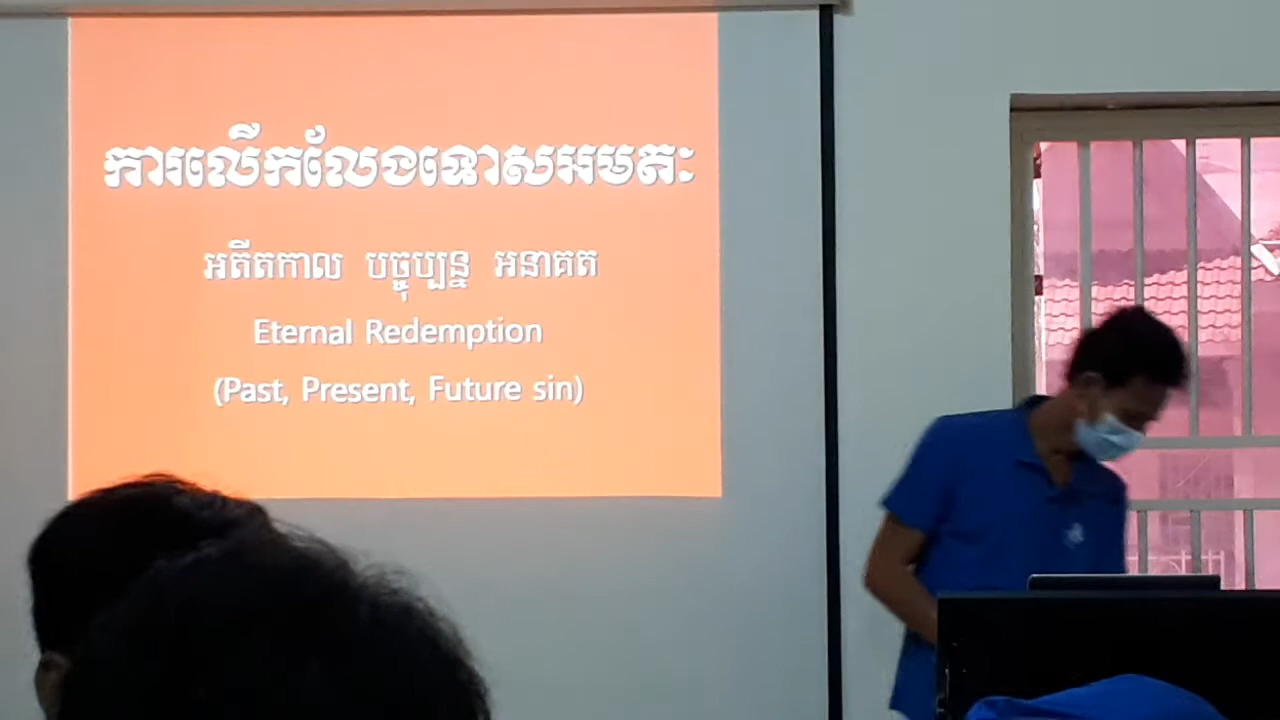 ការលើកលែងទោសអមតៈ
អតីតកាល បច្ចុប្បន្ន អនាគត
Eternal Redemption
(Past, Present, Future sin)